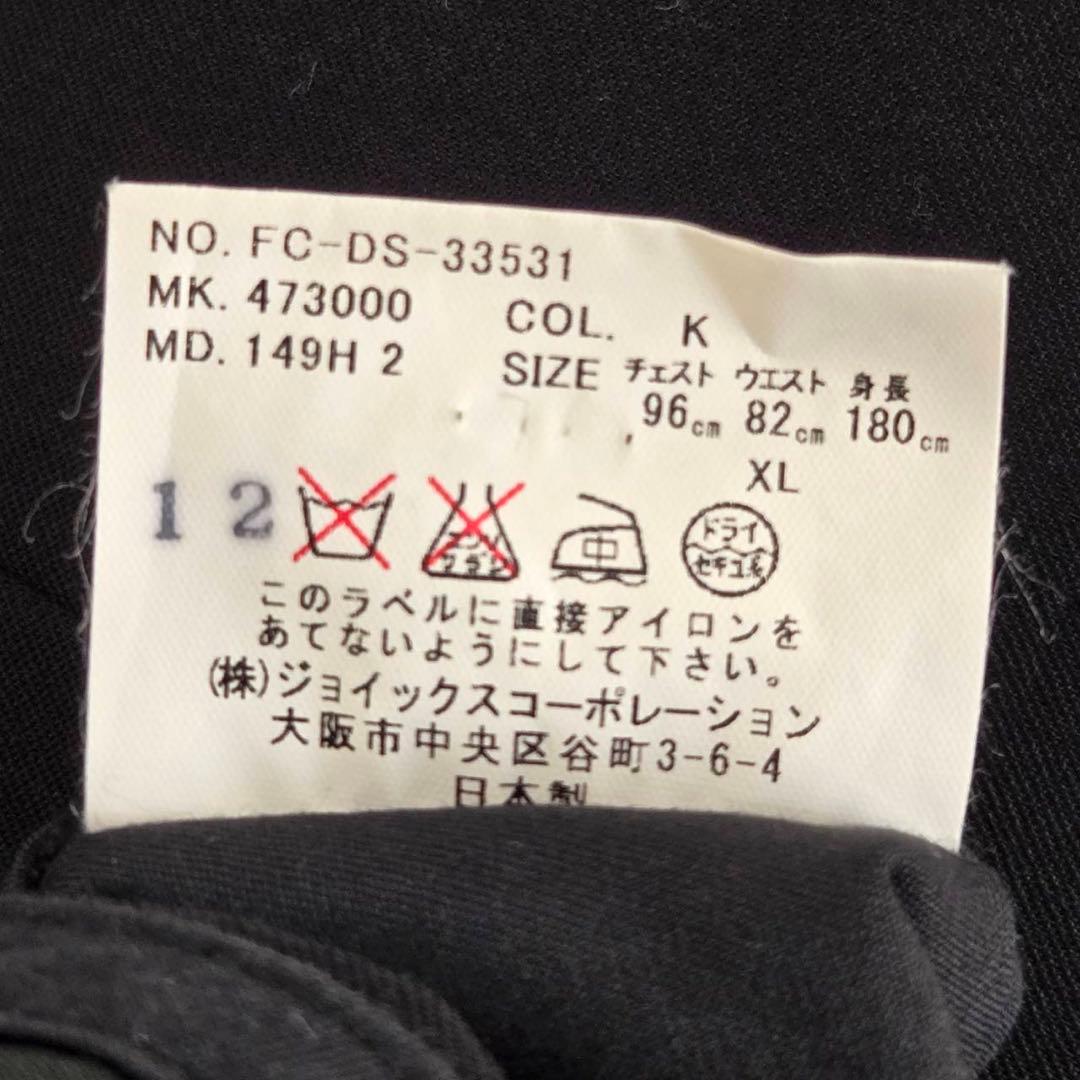 NO. FC-DS-33531
MK. 473000 COL. K
MD. 149H 2 SIZE チェスト ウエスト 身長
96cm 82cm 180cm
XL
12
中
ドライ
セキユ系
このラベルに直接アイロンを
あてないようにして下さい。
(株)ジョイックスコーポレーション
大阪市中央区谷町3-6-4
日本製